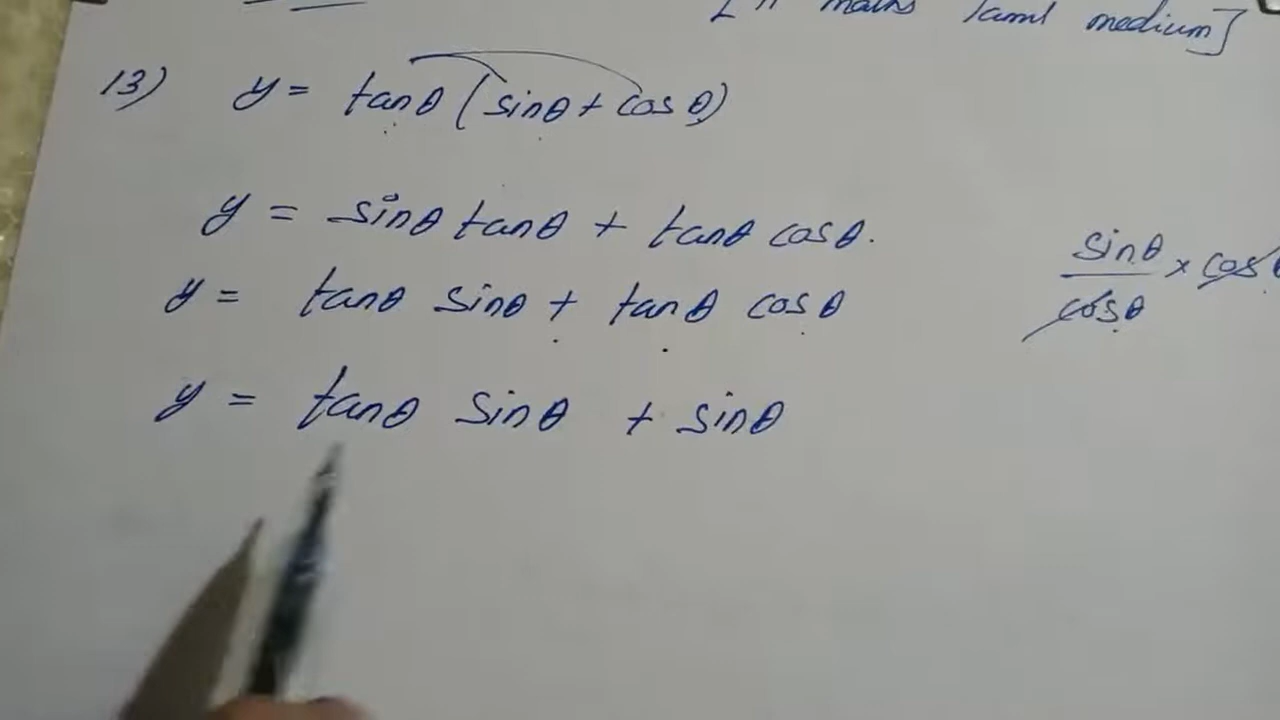 maths Tamil medium]
13) y = tanθ (sinθ + cosθ)
y = sinθ tanθ + tanθ cosθ.
y = tanθ sinθ + tanθ cosθ
sinθ/cosθ × cosθ
y = tanθ sinθ + sinθ